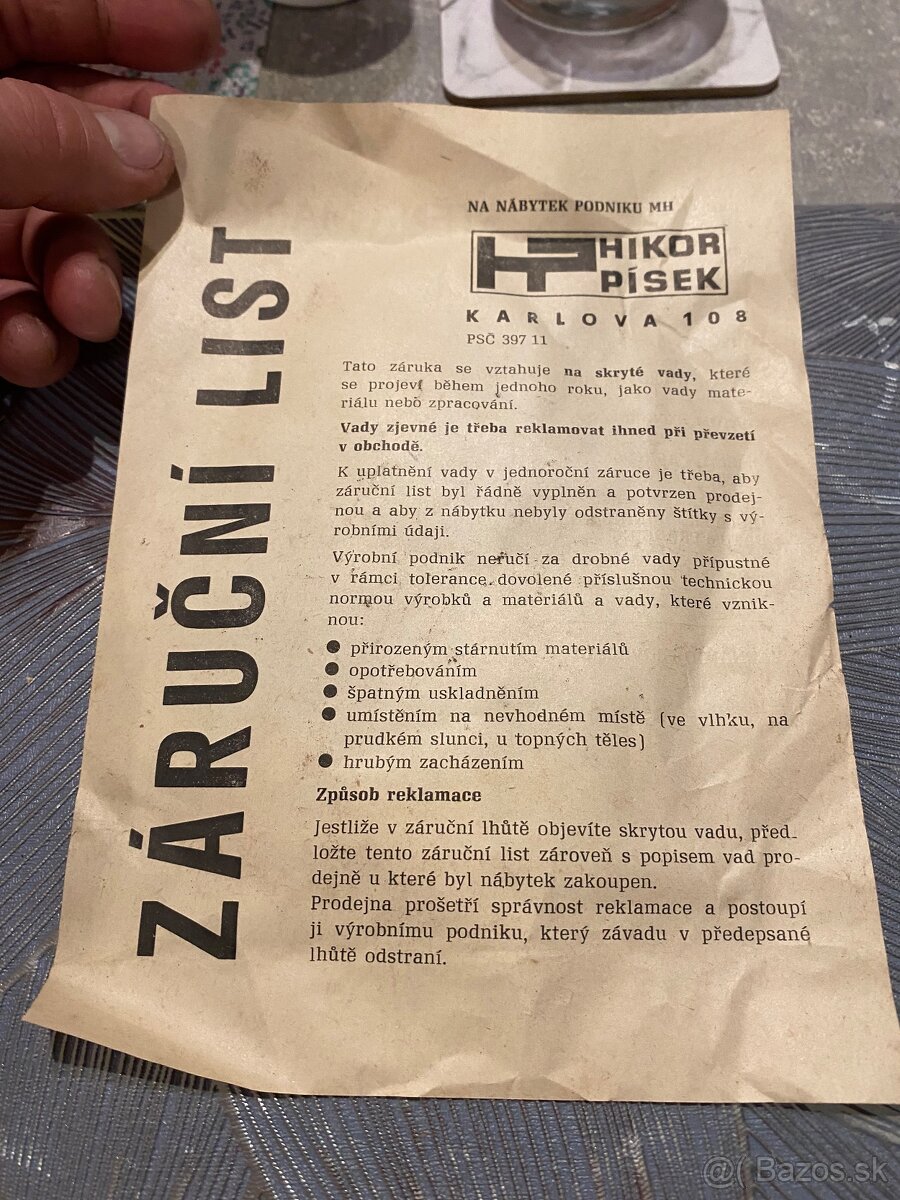 ZÁRUČNÍ LIST
NA NÁBYTEK PODNIKU MH
HIKOR
PÍSEK
KARLOVA 108
PSČ 397 11
Tato záruka se vztahuje na skryté vady, které
se projeví během jednoho roku, jako vady mate-
riálu nebo zpracování.
Vady zjevné je třeba reklamovat ihned při převzetí
v obchodě.
K uplatnění vady v jednoroční záruce je třeba, aby
záruční list byl řádně vyplněn a potvrzen prodej-
nou a aby z nábytku nebyly odstraněny štítky s vý-
robními údaji.
Výrobní podnik neručí za drobné vady přípustné
v rámci tolerance dovolené příslušnou technickou
normou výrobků a materiálů a vady, které vznik-
nou:
● přirozeným stárnutím materiálů
● opotřebováním
● špatným uskladněním
● umístěním na nevhodném místě (ve vlhku, na
prudkém slunci, u topných těles)
● hrubým zacházením
Způsob reklamace
Jestliže v záruční lhůtě objevíte skrytou vadu, před-
ložte tento záruční list zároveň s popisem vad pro-
dejně u které byl nábytek zakoupen.
Prodejna prošetří správnost reklamace a postoupí
ji výrobnímu podniku, který závadu v předepsané
lhůtě odstraní.
@( Bazos.sk